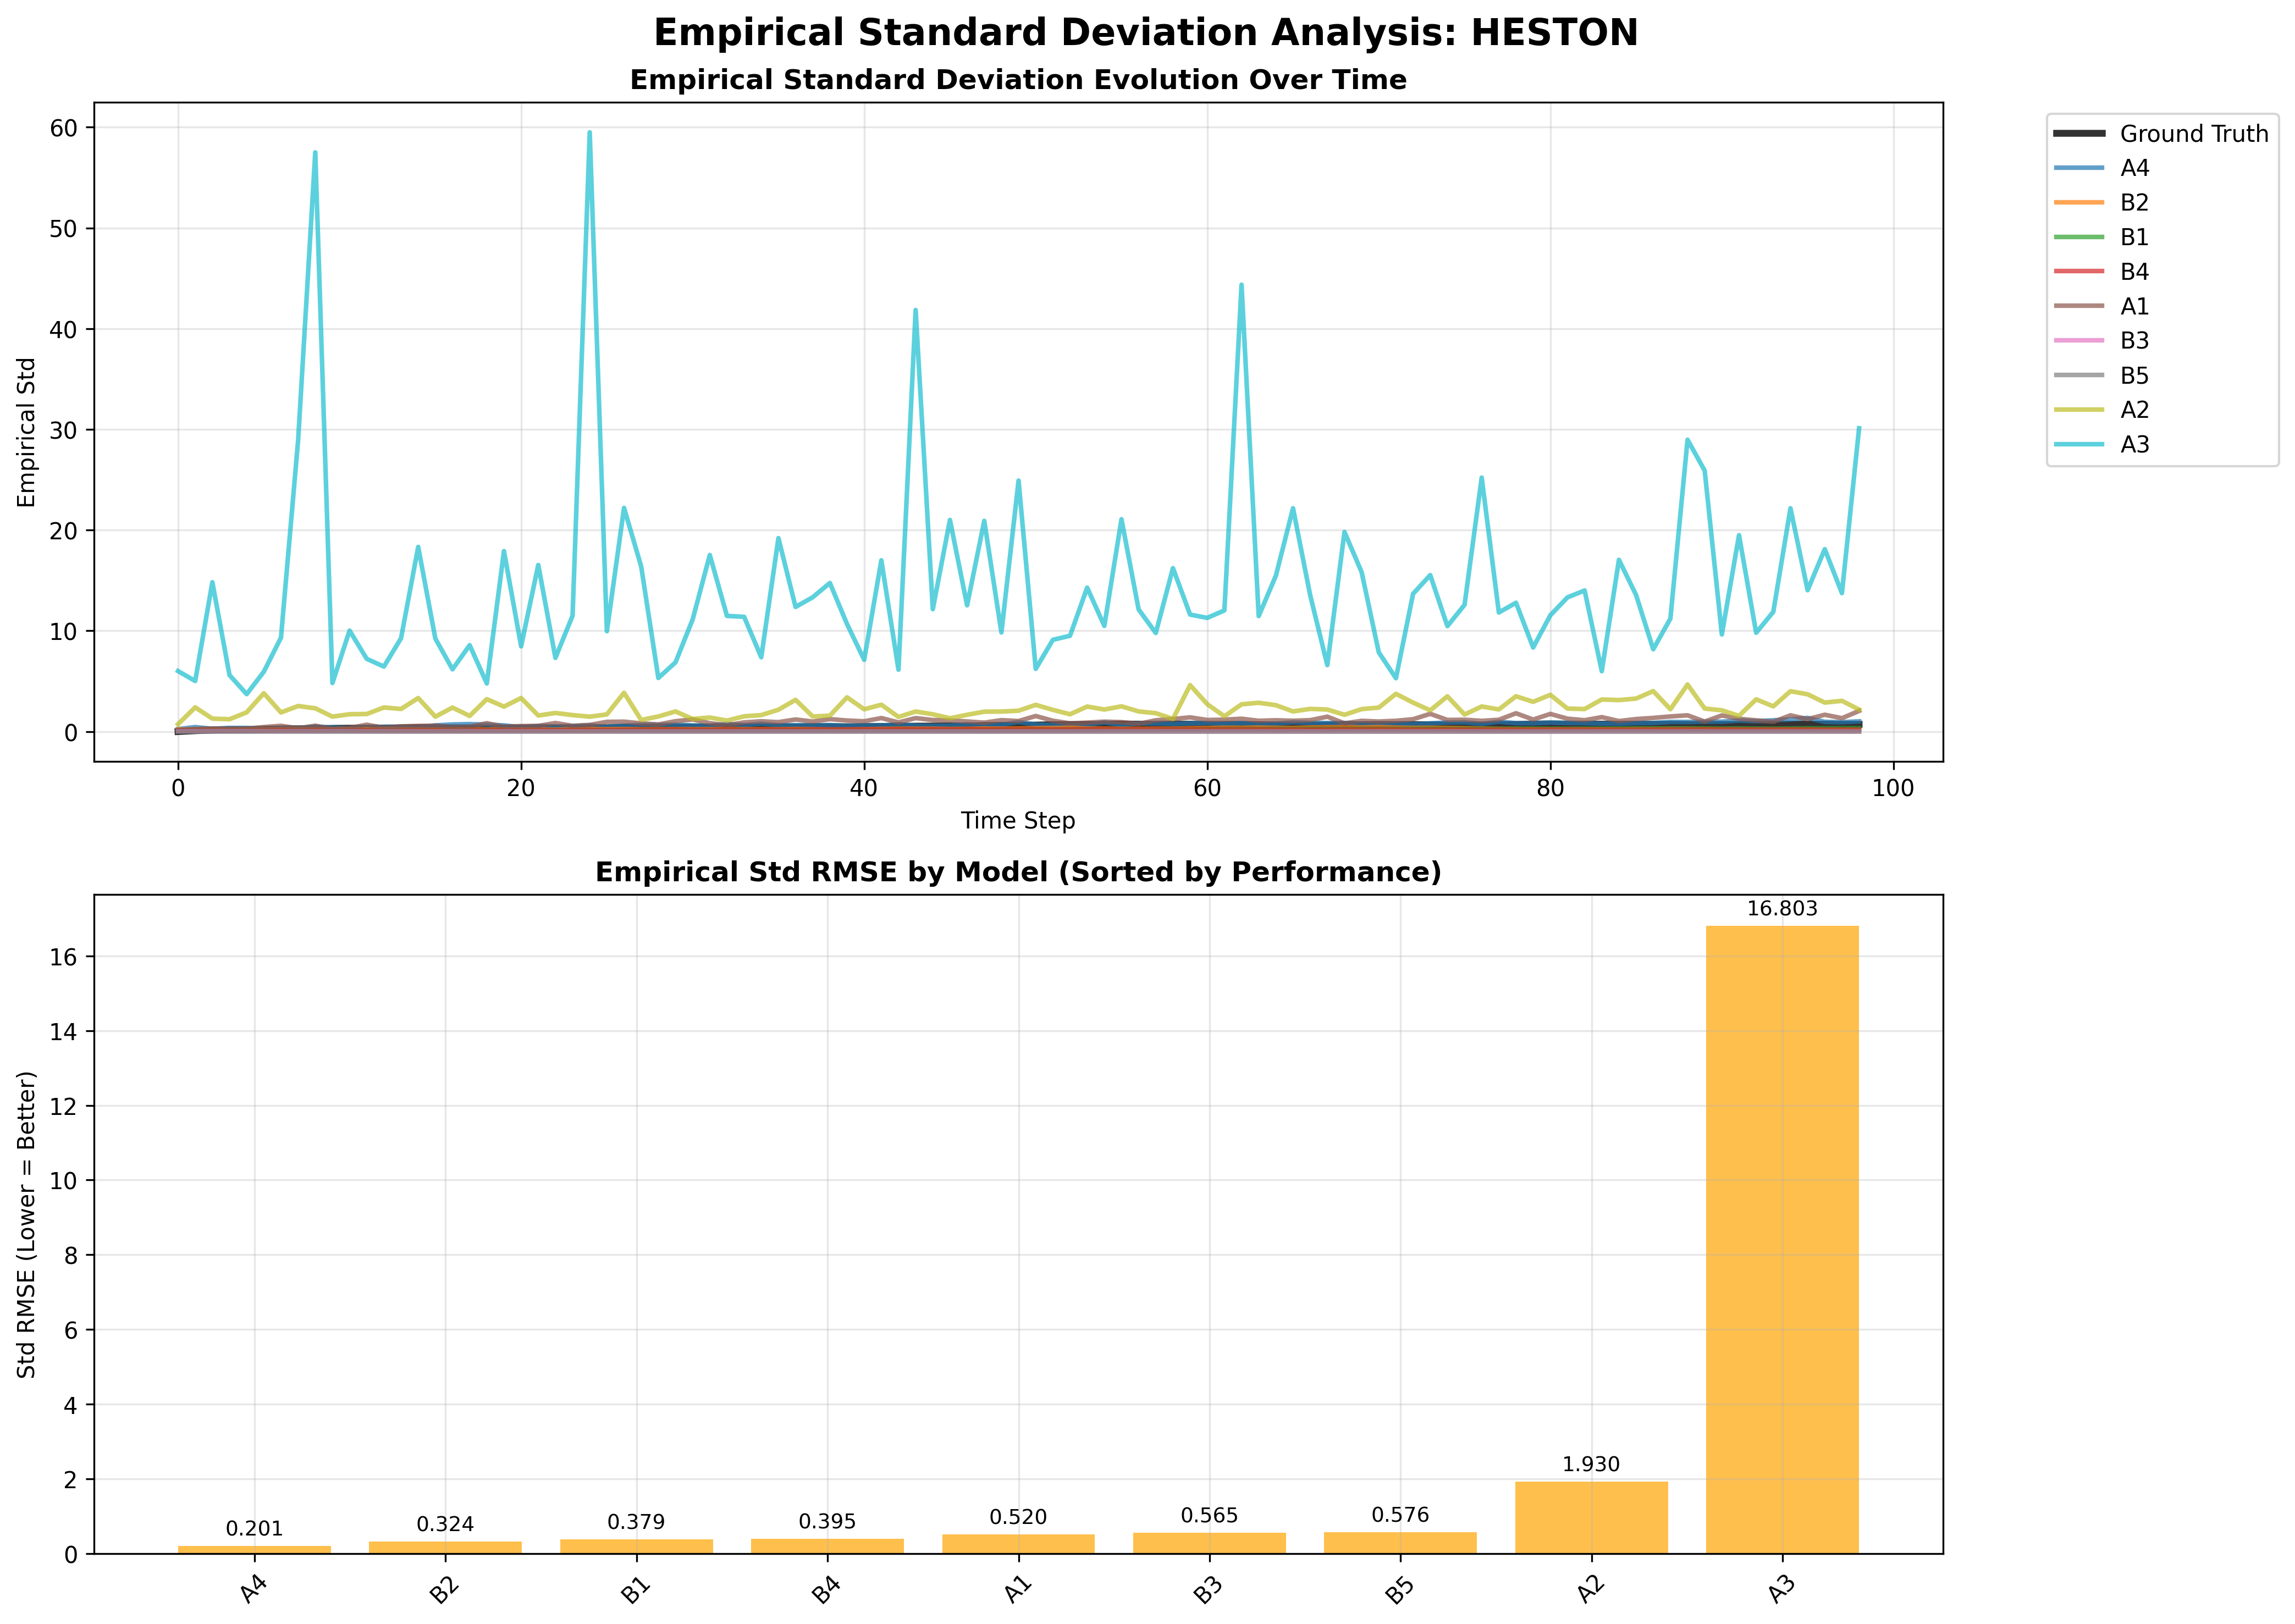 Empirical Standard Deviation Analysis: HESTON
Empirical Standard Deviation Evolution Over Time
60
50
40
30
20
10
0
Empirical Std
0
20
40
60
80
100
Time Step
Ground Truth
A4
B2
B1
B4
A1
B3
B5
A2
A3
Empirical Std RMSE by Model (Sorted by Performance)
16
14
12
10
8
6
4
2
0
Std RMSE (Lower = Better)
0.201
0.324
0.379
0.395
0.520
0.565
0.576
1.930
16.803
A4
B2
B1
B4
A1
B3
B5
A2
A3